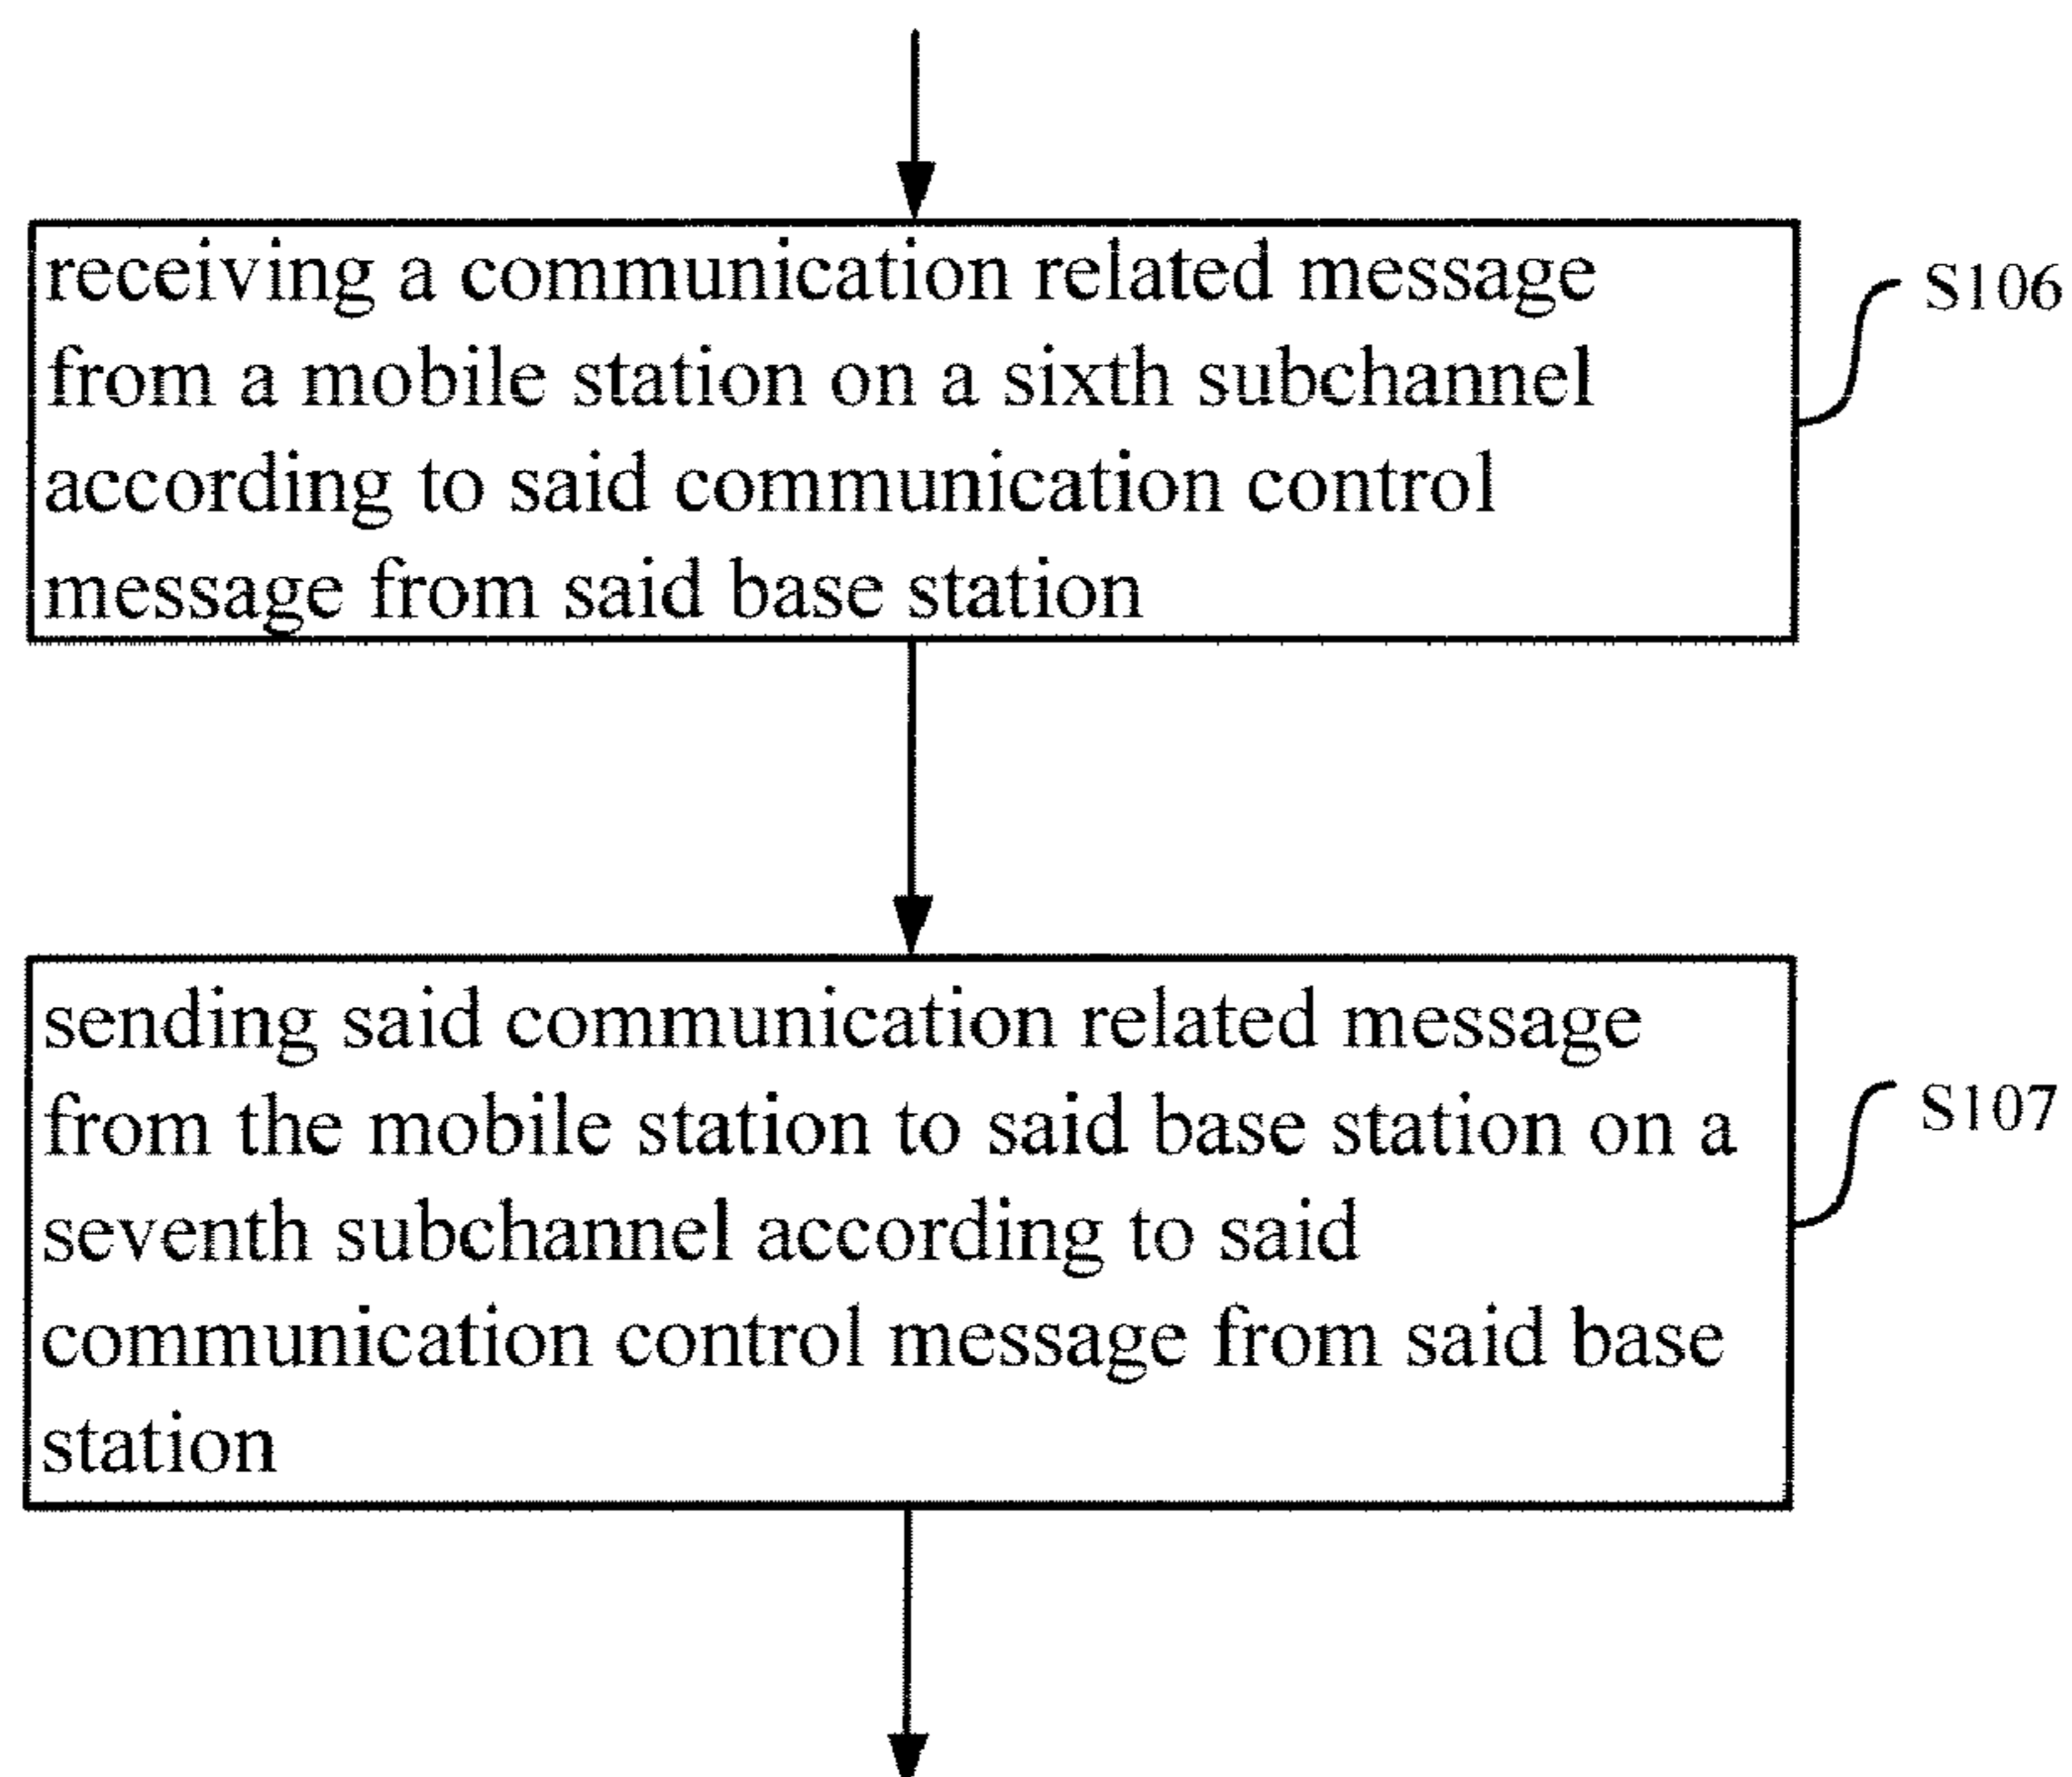 receiving a communication related message
from a mobile station on a sixth subchannel
according to said communication control
message from said base station
S106
sending said communication related message
from the mobile station to said base station on a
seventh subchannel according to said
communication control message from said base
station
S107